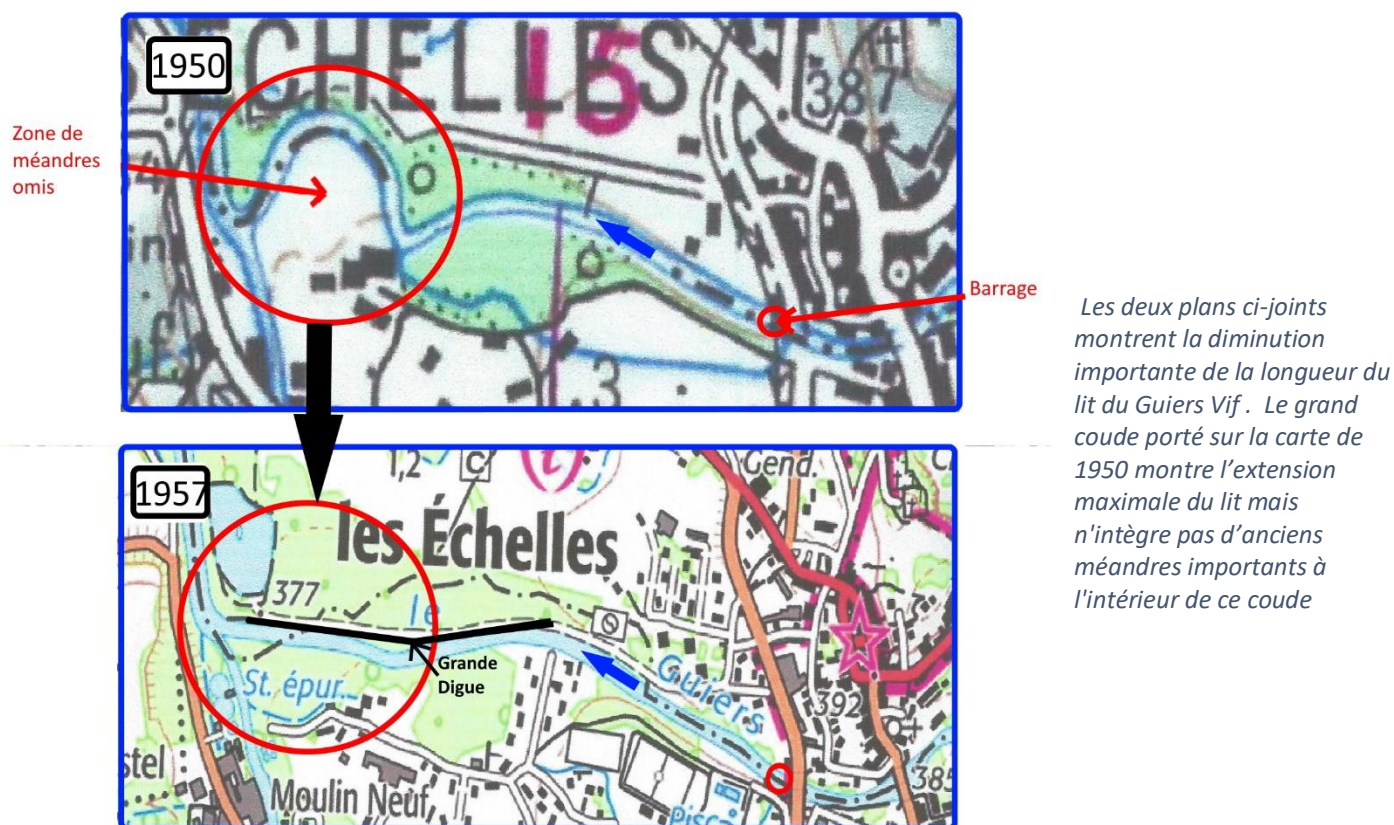 1950
ECHELLES
15
387
Zone de
méandres
omis
Barrage
3
Les deux plans ci-joints
montrent la diminution
importante de la longueur du
lit du Guiers Vif . Le grand
coude porté sur la carte de
1950 montre l’extension
maximale du lit mais
n'intègre pas d’anciens
méandres importants à
l'intérieur de ce coude
1957
1,2
C
i
Gend.
les Échelles
377
le
Grande
Digue
Guiers
St. épur.
392
385
Moulin Neuf